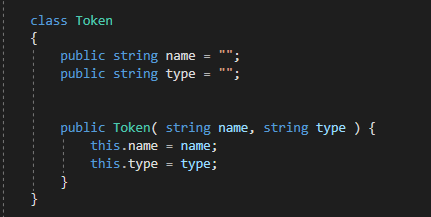 class Token
{
public string name = "";
public string type = "";
public Token( string name, string type ) {
this.name = name;
this.type = type;
}
}